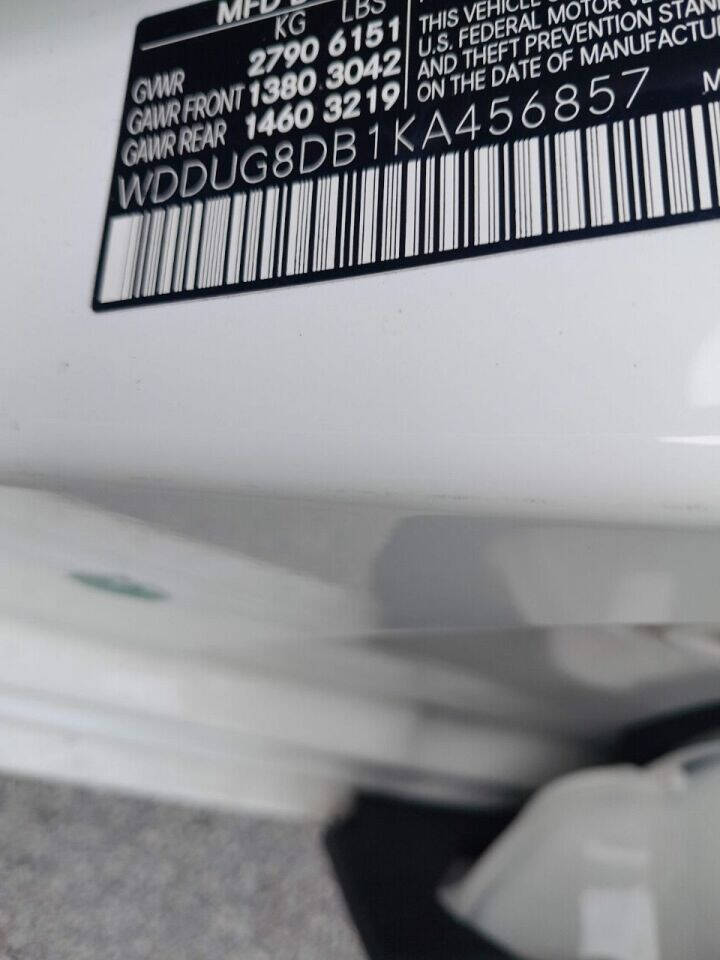 MFD
KG LBS
GVWR 2790 6151
GAWR FRONT 1380 3042
GAWR REAR 1460 3219
THIS VEHICLE
U.S. FEDERAL MOTOR
AND THEFT PREVENTION
ON THE DATE OF
WDDUG8DB1KA456857